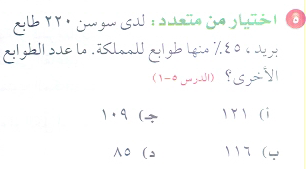 ٥ اختيار من متعدد: لدى سوسن ٢٢٠ طابع
بريد، ٤٥٪ منها طوابع للمملكة. ما عدد الطوابع
الأخرى؟ (الدرس ٥-١)
أ) ١٢١ جـ) ١٠٩
ب) ١١٦ د) ٨٥